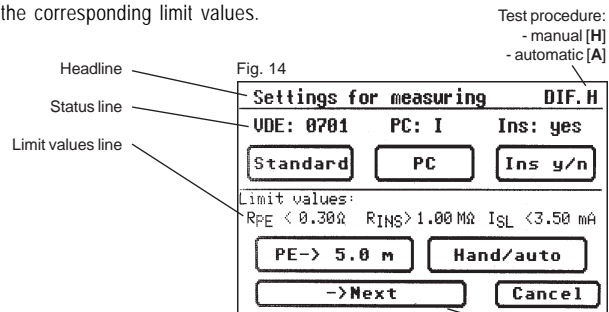 the corresponding limit values.
Test procedure:
- manual [H]
- automatic [A]
Headline
Fig. 14
Settings for measuring DIF. H
Status line
VDE: 0701 PC: I Ins: yes
Limit values line
Standard PC Ins y/n
Limit values:
RPE < 0.30Ω RINS> 1.00 MΩ ISL <3.50 mA
PE-> 5.0 m Hand/auto
->Next Cancel